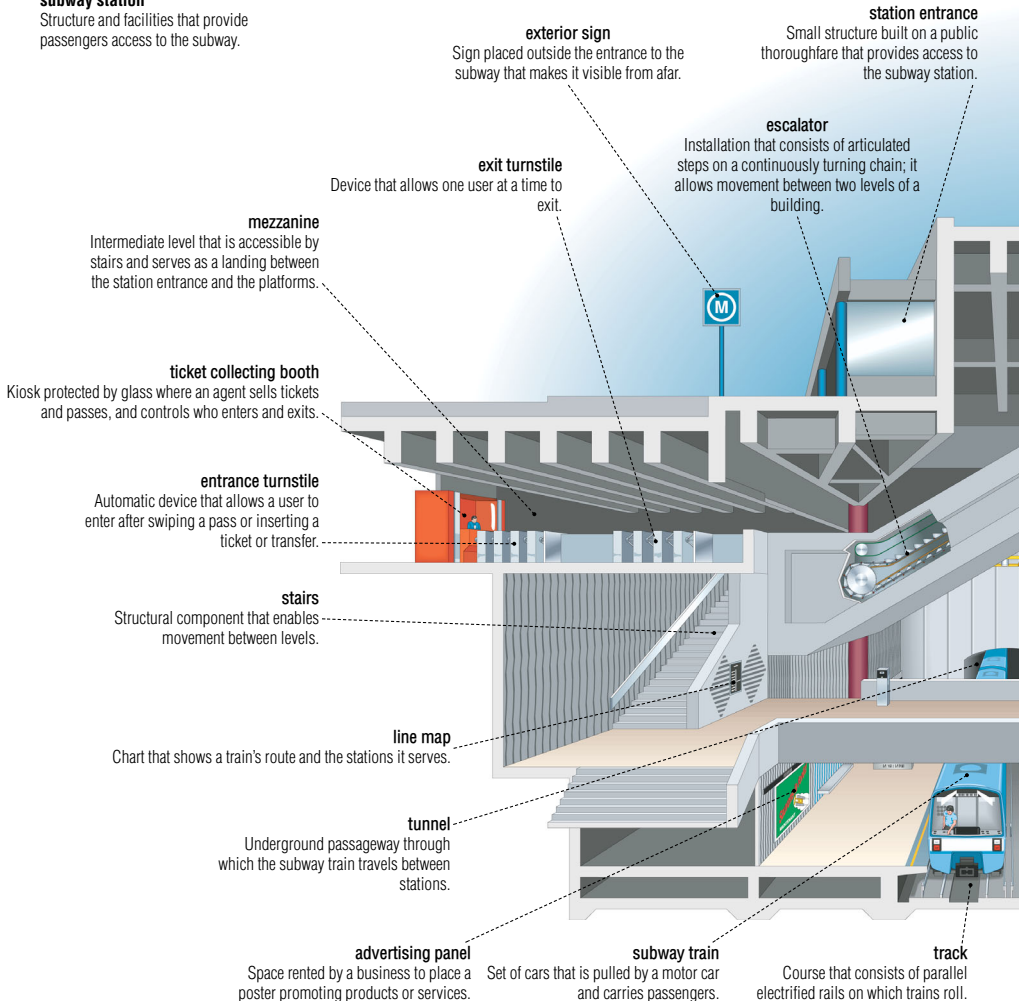 subway station
Structure and facilities that provide
passengers access to the subway.
station entrance
Small structure built on a public
thoroughfare that provides access to
the subway station.
exterior sign
Sign placed outside the entrance to the
subway that makes it visible from afar.
escalator
Installation that consists of articulated
steps on a continuously turning chain; it
allows movement between two levels of a
building.
exit turnstile
Device that allows one user at a time to
exit.
mezzanine
Intermediate level that is accessible by
stairs and serves as a landing between
the station entrance and the platforms.
M
ticket collecting booth
Kiosk protected by glass where an agent sells tickets
and passes, and controls who enters and exits.
entrance turnstile
Automatic device that allows a user to
enter after swiping a pass or inserting a
ticket or transfer.
stairs
Structural component that enables
movement between levels.
line map
Chart that shows a train’s route and the stations it serves.
tunnel
Underground passageway through
which the subway train travels between
stations.
advertising panel
Space rented by a business to place a
poster promoting products or services.
subway train
Set of cars that is pulled by a motor car
and carries passengers.
track
Course that consists of parallel
electrified rails on which trains roll.